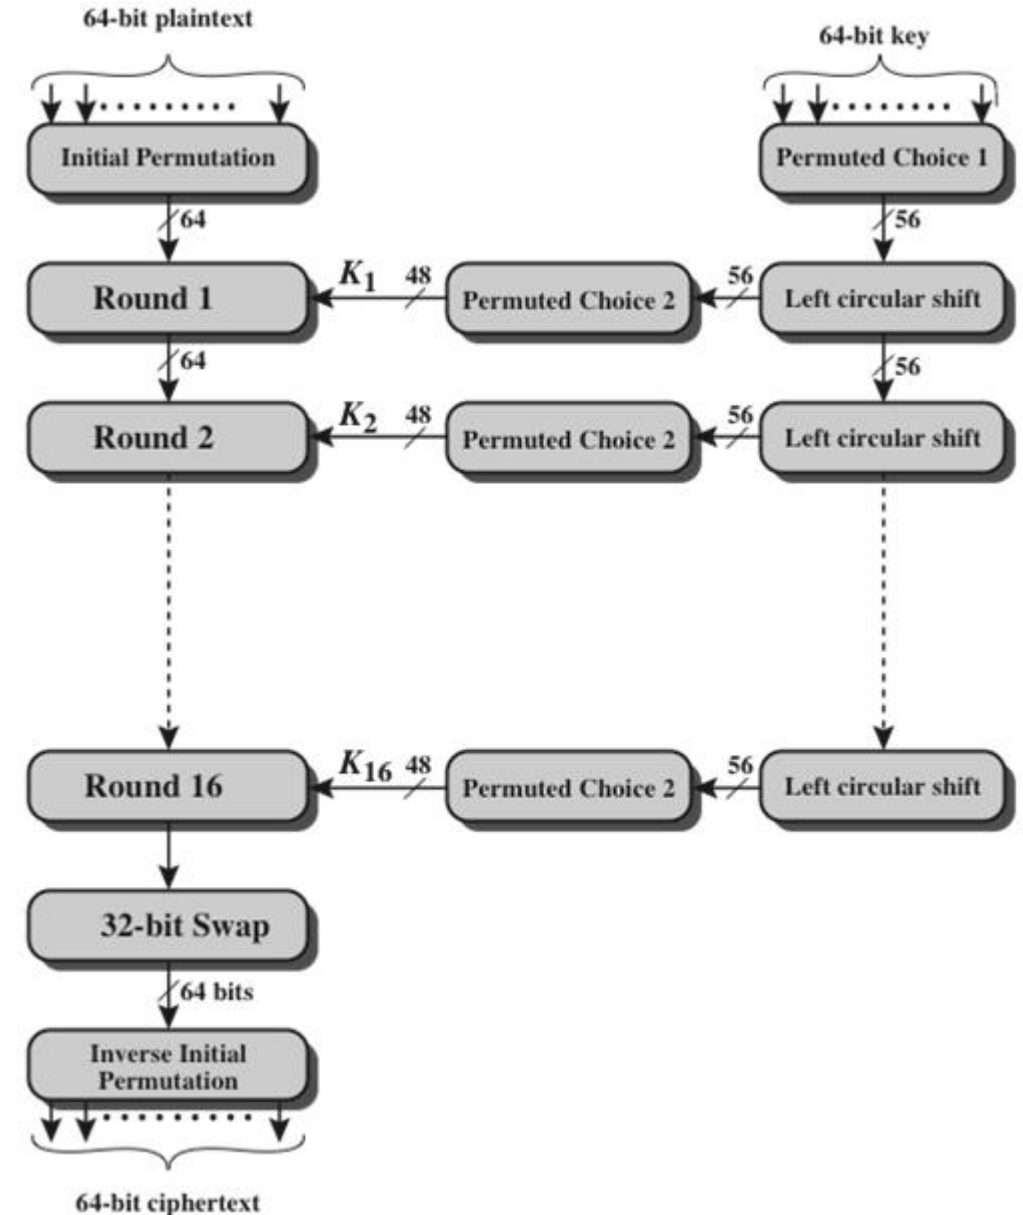 64-bit plaintext
64-bit key
Initial Permutation
Permuted Choice 1
64
56
Round 1
K1
48
Permuted Choice 2
56
Left circular shift
64
56
Round 2
K2
48
Permuted Choice 2
56
Left circular shift
Round 16
K16
48
Permuted Choice 2
56
Left circular shift
32-bit Swap
64 bits
Inverse Initial
Permutation
64-bit ciphertext